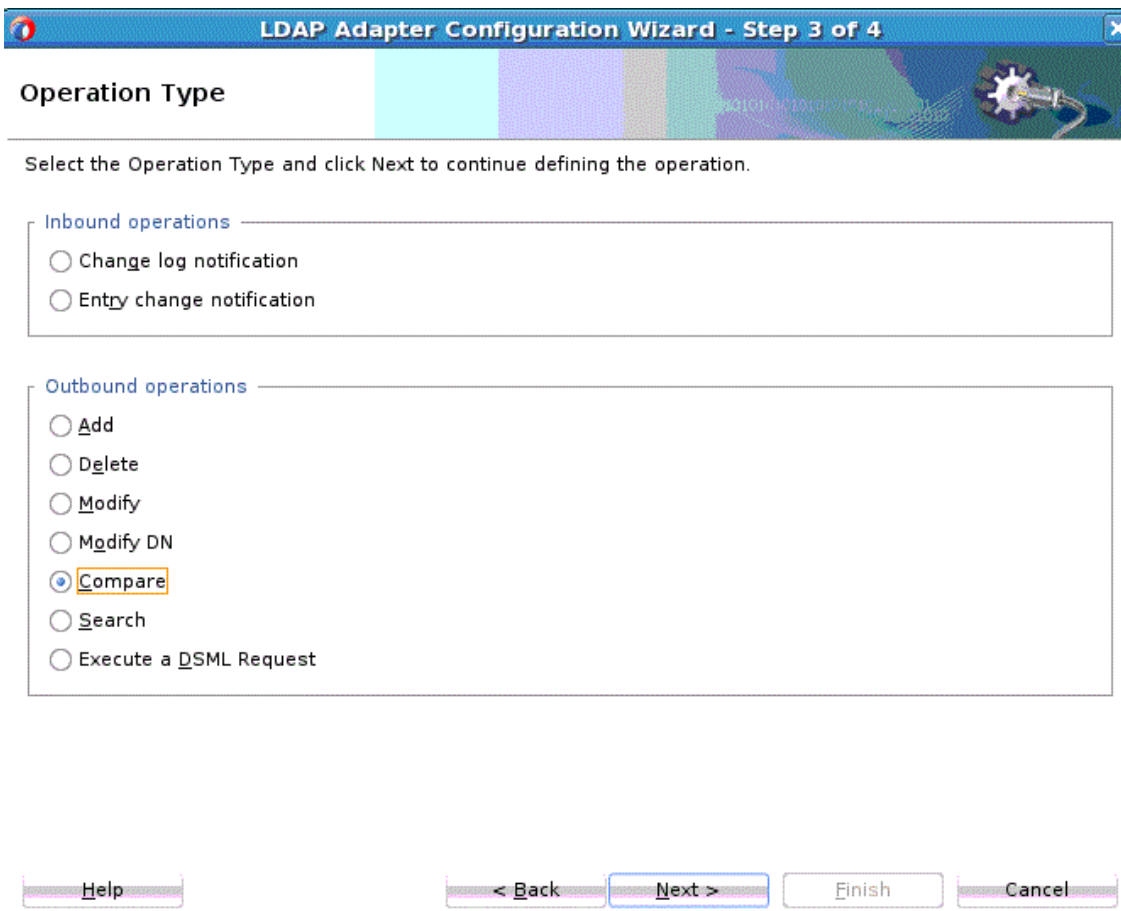 LDAP Adapter Configuration Wizard - Step 3 of 4
Operation Type
Select the Operation Type and click Next to continue defining the operation.
Inbound operations
Change log notification
Entry change notification
Outbound operations
Add
Delete
Modify
Modify DN
Compare
Search
Execute a DSML Request
Help
< Back
Next >
Finish
Cancel